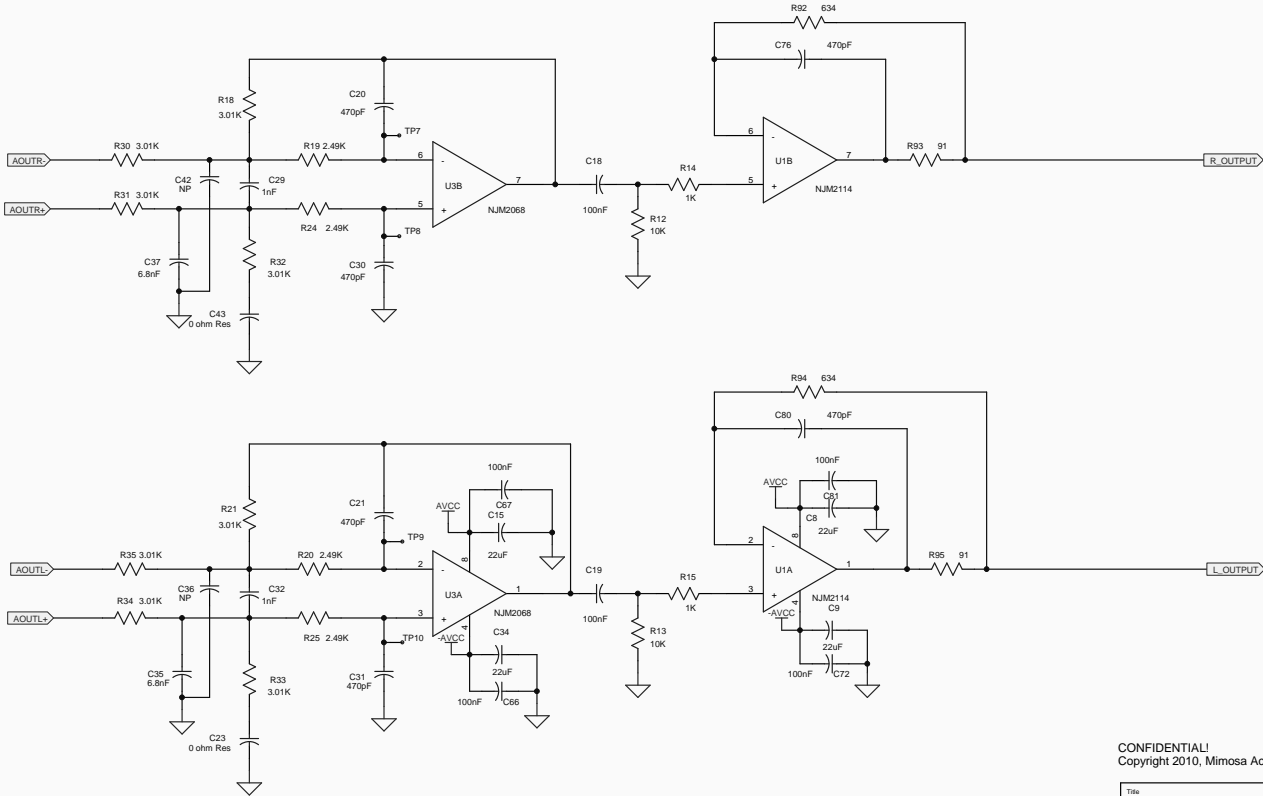 R92 634
C76 470pF
R18
3.01K
C20
470pF
TP7
AOUTR-
R30 3.01K
R19 2.49K
6
-
U3B
7
5
+
NJM2068
C42
NP
C29
1nF
AOUTR+
R31 3.01K
R24 2.49K
TP8
C18
100nF
R14
1K
R12
10K
6
-
U1B
7
5
+
NJM2114
R93 91
R_OUTPUT
C37
6.8nF
R32
3.01K
C30
470pF
C43
0 ohm Res
R94 634
C80 470pF
R21
3.01K
C21
470pF
TP9
100nF
C67
AVCC
C15
22uF
AVCC
100nF
C81
C8
22uF
AOUTL-
R35 3.01K
R20 2.49K
2
-
8
U3A
1
3
+
4
NJM2068
-AVCC
C36
NP
C32
1nF
AOUTL+
R34 3.01K
R25 2.49K
TP10
C34
22uF
100nF C66
C19
100nF
R15
1K
R13
10K
2
-
8
U1A
1
3
+
4
NJM2114
-AVCC
C9
22uF
100nF C72
R95 91
L_OUTPUT
C35
6.8nF
R33
3.01K
C31
470pF
C23
0 ohm Res
CONFIDENTIAL!
Copyright 2010, Mimosa Ac
Title